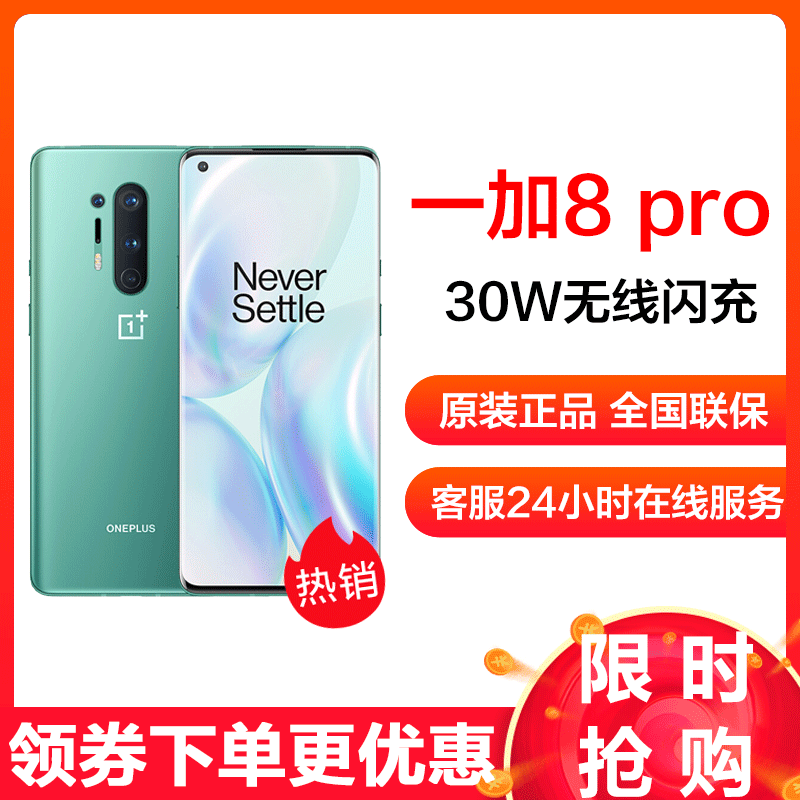 一加8 pro
30W无线闪充
原装正品 全国联保
客服24小时在线服务
Never
Settle
1+
ONEPLUS
热销
限时
抢购
领券下单更优惠